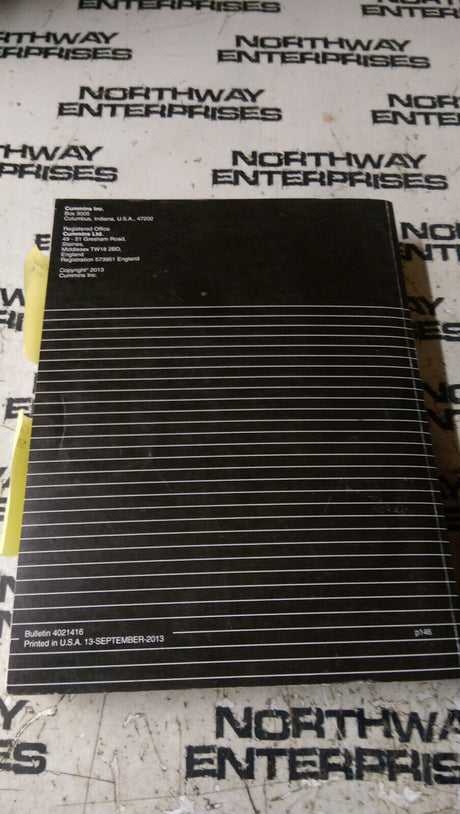 ENTERPRISES
NORTHWAY
ENTERPRISES
NORTHWAY
ENTERPRISES
NORTHWAY
ENTERPRISES
NORTHWAY
ENTERPRISES
Cummins Inc.
Box 3005
Columbus, Indiana, U.S.A., 47202
Registered Office
Cummins Ltd.
49 - 51 Gresham Road,
Staines,
Middlesex TW18 2BD,
England
Registration 573951 England
Copyright© 2013
Cummins Inc.
Bulletin 4021416
Printed in U.S.A. 13-SEPTEMBER-2013
p146
NORTHWAY
ENTERPRISES